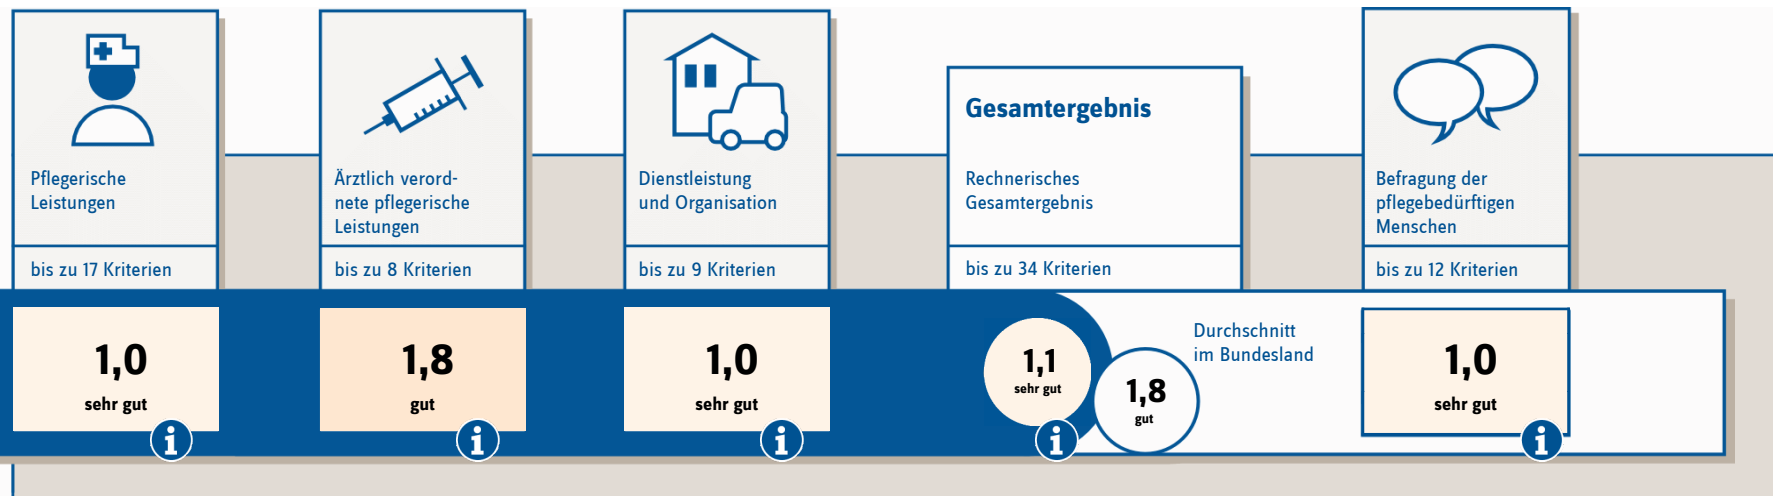 Pflegerische
Leistungen
bis zu 17 Kriterien
1,0
sehr gut
i
Ärztlich verord-
nete pflegerische
Leistungen
bis zu 8 Kriterien
1,8
gut
i
Dienstleistung
und Organisation
bis zu 9 Kriterien
1,0
sehr gut
i
Gesamtergebnis
Rechnerisches
Gesamtergebnis
bis zu 34 Kriterien
1,1
sehr gut
i
1,8
gut
Durchschnitt
im Bundesland
Befragung der
pflegebedürftigen
Menschen
bis zu 12 Kriterien
1,0
sehr gut
i